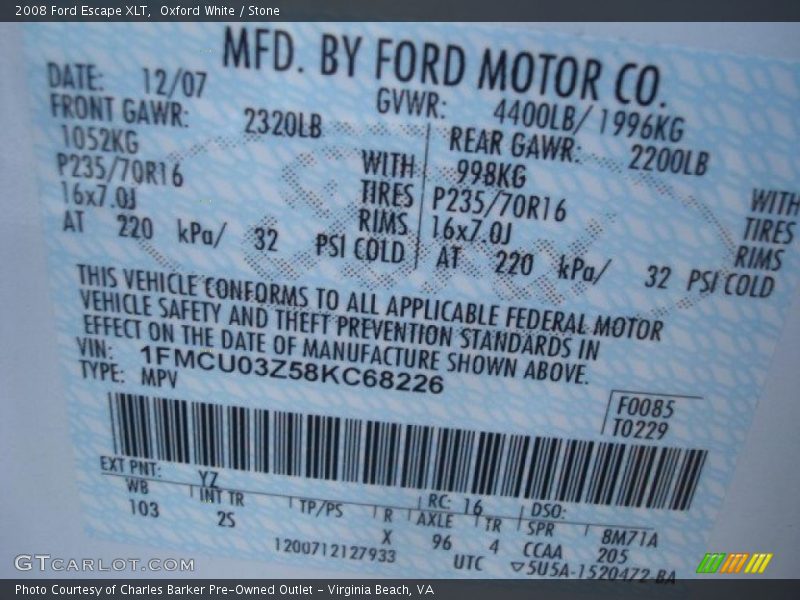 2008 Ford Escape XLT,  Oxford White / Stone
MFD. BY FORD MOTOR CO.
DATE: 12/07 GVWR: 4400LB/ 1996KG
FRONT GAWR: 2320LB REAR GAWR: 2200LB
1052KG WITH 998KG WITH
P235/70R16 TIRES P235/70R16 TIRES
16x7.0J RIMS 16x7.0J RIMS
AT 220 kPa/ 32 PSI COLD AT 220 kPa/ 32 PSI COLD
THIS VEHICLE CONFORMS TO ALL APPLICABLE FEDERAL MOTOR
VEHICLE SAFETY AND THEFT PREVENTION STANDARDS IN
EFFECT ON THE DATE OF MANUFACTURE SHOWN ABOVE.
VIN: 1FMCU03Z58KC68226
TYPE: MPV
F0085
T0229
EXT PNT: YZ RC: 16 DSO:
WB INT TR TP/PS R AXLE TR SPR 8M71A
103 2S X 96 4 CCAA 205
1200712127933 UTC ▽5U5A-1520472-BA
GTCARLOT.COM
Photo Courtesy of Charles Barker Pre-Owned Outlet - Virginia Beach, VA